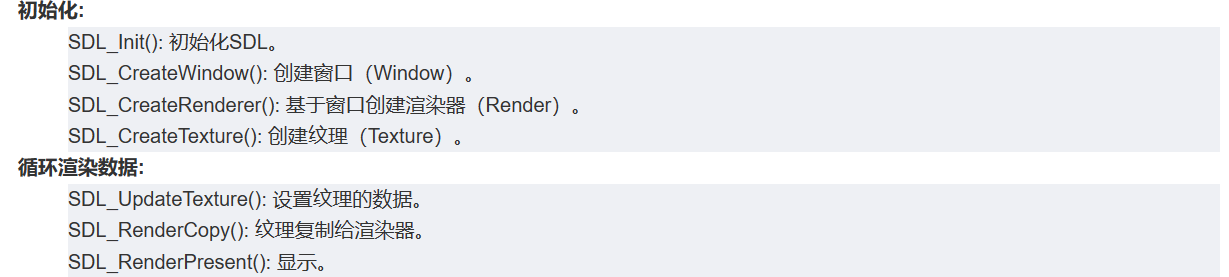 初始化:
SDL_Init(): 初始化SDL。
SDL_CreateWindow(): 创建窗口（Window）。
SDL_CreateRenderer(): 基于窗口创建渲染器（Render）。
SDL_CreateTexture(): 创建纹理（Texture）。
循环渲染数据:
SDL_UpdateTexture(): 设置纹理的数据。
SDL_RenderCopy(): 纹理复制给渲染器。
SDL_RenderPresent(): 显示。